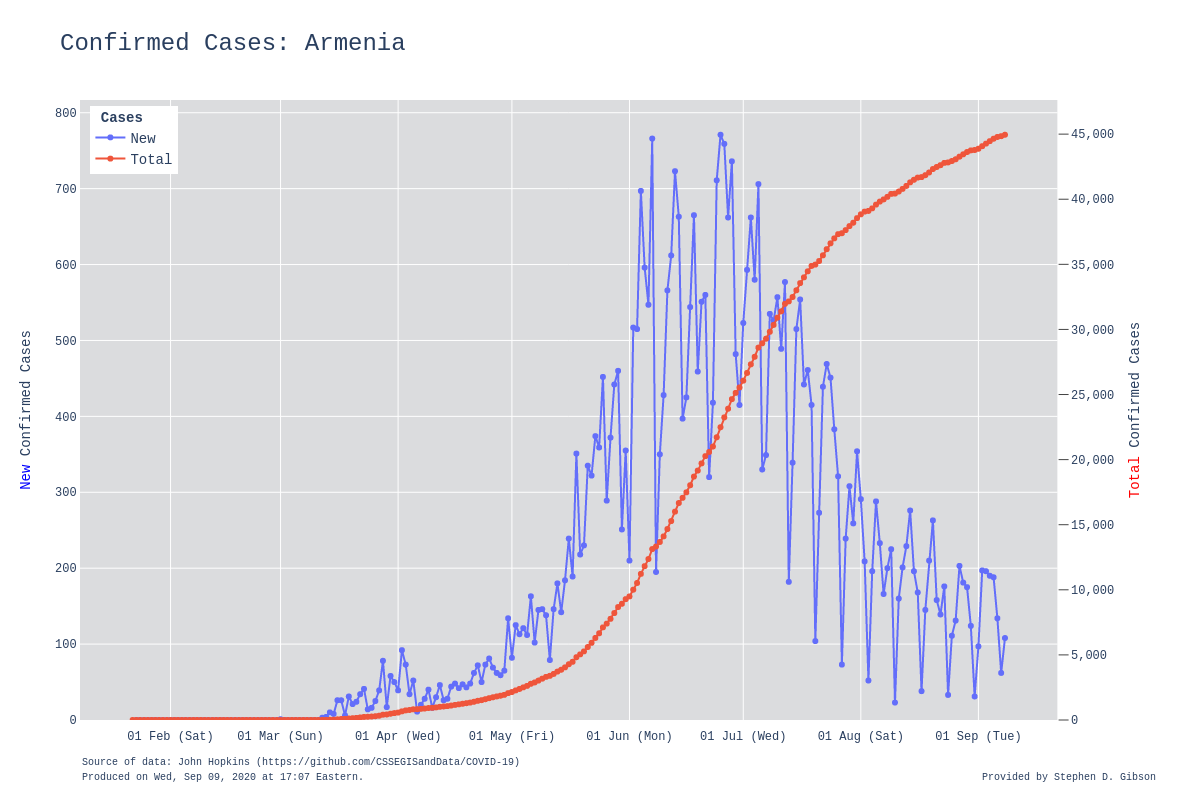 Confirmed Cases: Armenia
Cases
New
Total
800
700
600
500
400
300
200
100
0
New Confirmed Cases
45,000
40,000
35,000
30,000
25,000
20,000
15,000
10,000
5,000
0
Total Confirmed Cases
01 Feb (Sat) 01 Mar (Sun) 01 Apr (Wed) 01 May (Fri) 01 Jun (Mon) 01 Jul (Wed) 01 Aug (Sat) 01 Sep (Tue)
Source of data: John Hopkins (https://github.com/CSSEGISandData/COVID-19)
Produced on Wed, Sep 09, 2020 at 17:07 Eastern.
Provided by Stephen D. Gibson